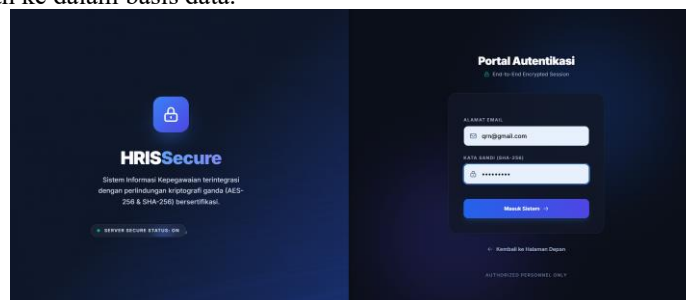 ke dalam basis data.
HRISSecure
Sistem Informasi Kepegawaian terintegrasi
dengan perlindungan kriptografi ganda (AES-
256 & SHA-256) bersertifikasi.
SERVER SECURE STATUS: ON
Portal Autentikasi
End-to-End Encrypted Session
ALAMAT EMAIL
qrn@gmail.com
KATA SANDI (SHA-256)
•••••••••
Masuk Sistem →
← Kembali ke Halaman Depan
AUTHORIZED PERSONNEL ONLY